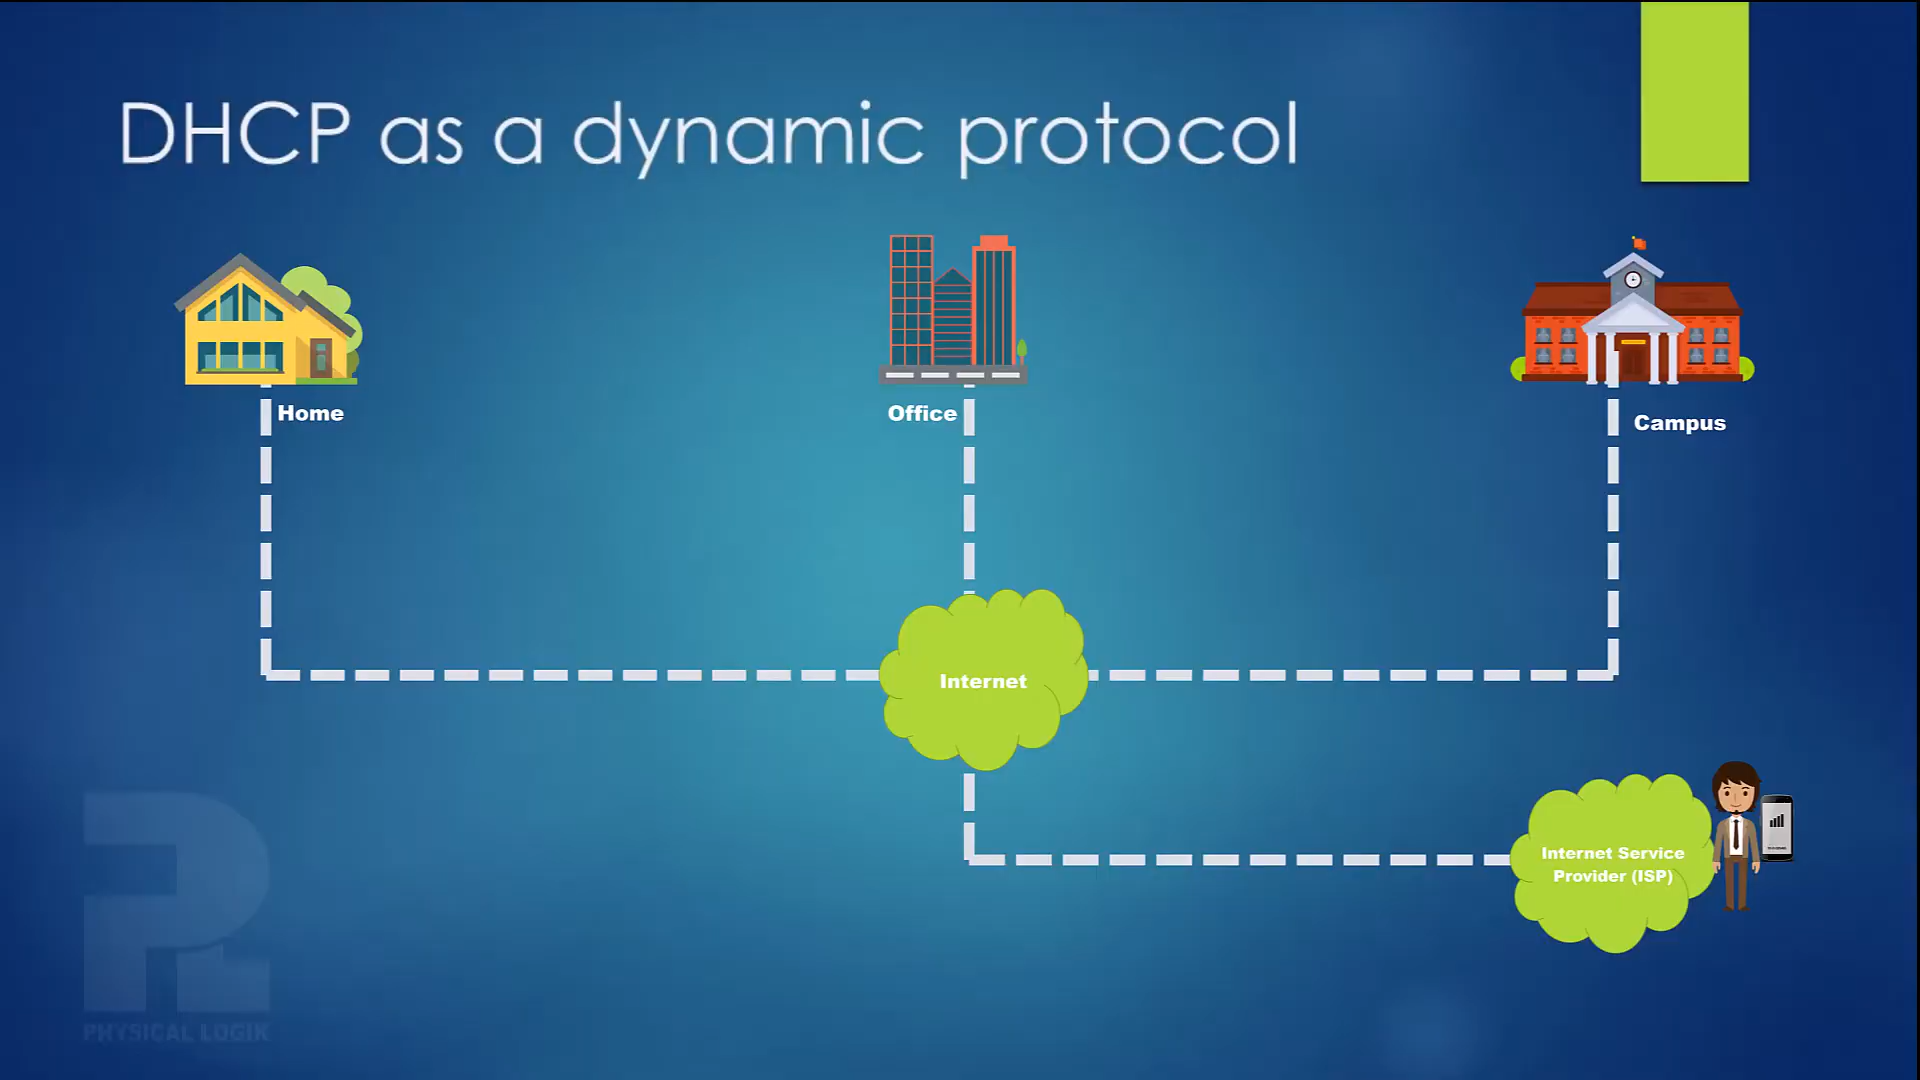 DHCP as a dynamic protocol
Home
Office
Campus
Internet
Internet Service
Provider (ISP)
PHYSICAL LOGIK